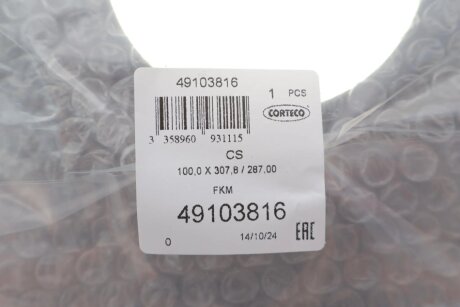 49103816
1 PCS
CORTECO
3 358960 931115
CS
100,0 X 307,8 / 287,00
FKM
49103816
0 14/10/24 EAC